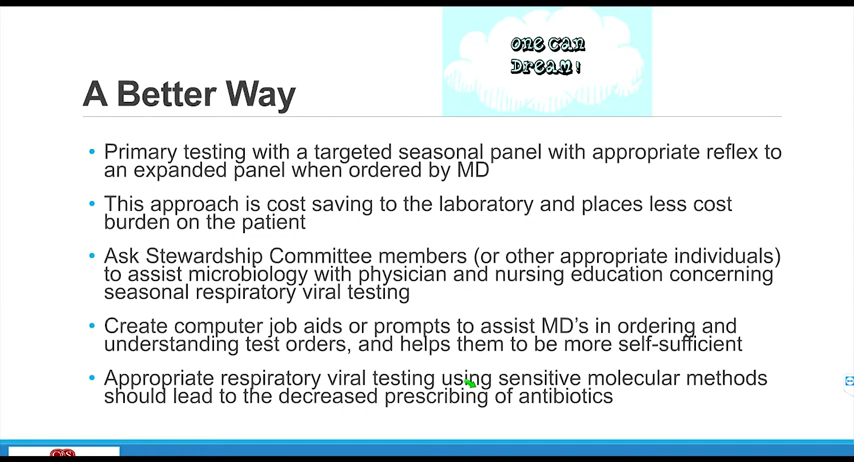 One Can
Dream!
A Better Way
• Primary testing with a targeted seasonal panel with appropriate reflex to
an expanded panel when ordered by MD
• This approach is cost saving to the laboratory and places less cost
burden on the patient
• Ask Stewardship Committee members (or other appropriate individuals)
to assist microbiology with physician and nursing education concerning
seasonal respiratory viral testing
• Create computer job aids or prompts to assist MD's in ordering and
understanding test orders, and helps them to be more self-sufficient
• Appropriate respiratory viral testing using sensitive molecular methods
should lead to the decreased prescribing of antibiotics